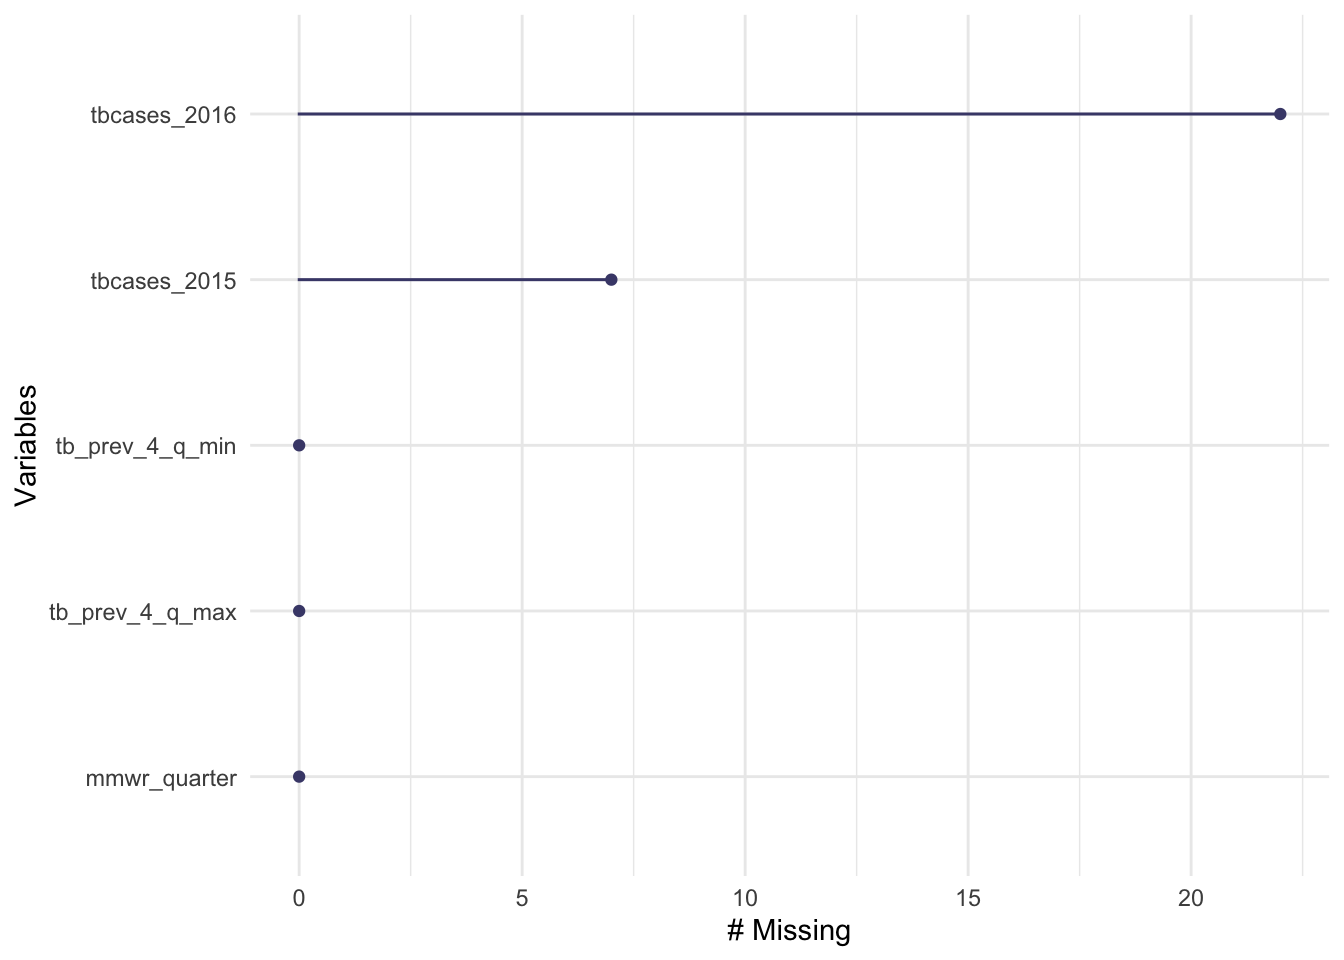 tbcases_2016
tbcases_2015
tb_prev_4_q_min
tb_prev_4_q_max
mmwr_quarter
Variables
0 5 10 15 20
# Missing